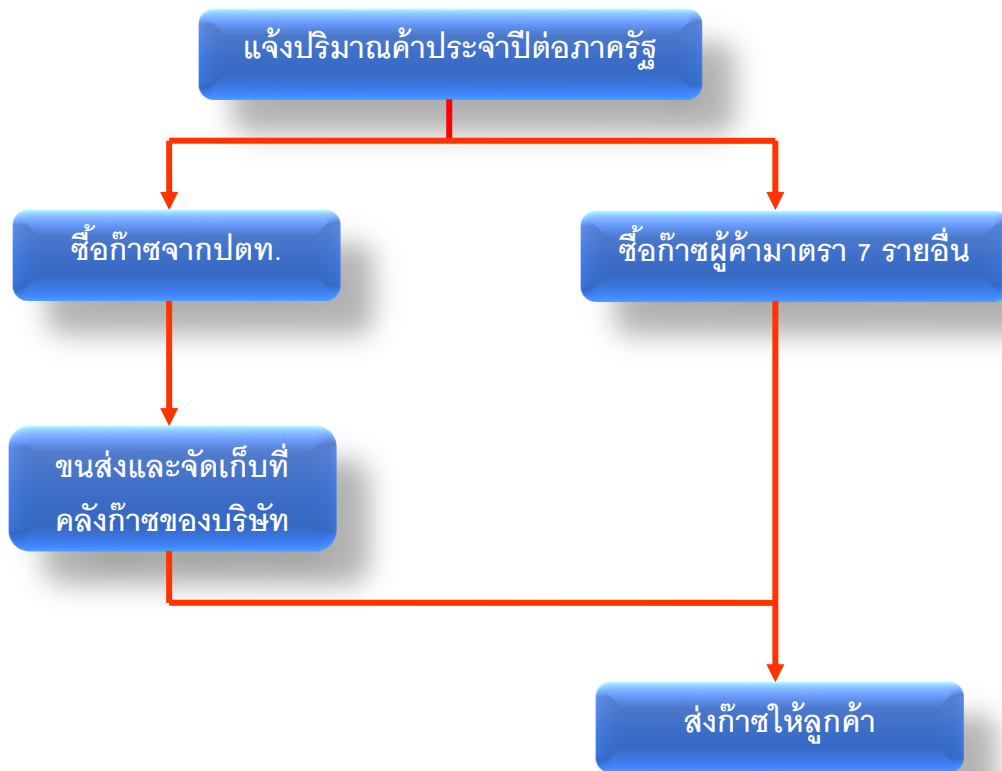 แจ้งปริมาณค้าประจำปีต่อภาครัฐ
ซื้อก๊าซจากปตท.
ซื้อก๊าซผู้ค้ามาตรา 7 รายอื่น
ขนส่งและจัดเก็บที่
คลังก๊าซของบริษัท
ส่งก๊าซให้ลูกค้า